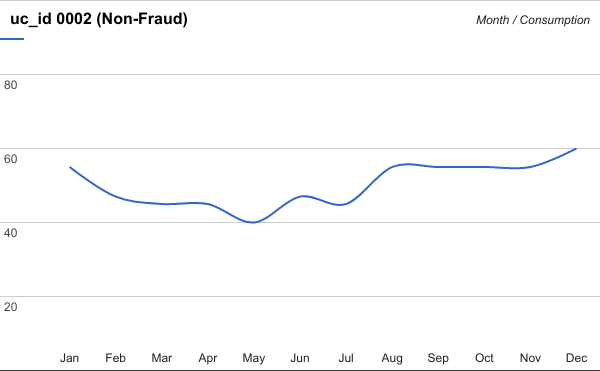 uc_id 0002 (Non-Fraud)
Month / Consumption
80
60
40
20
Jan Feb Mar Apr May Jun Jul Aug Sep Oct Nov Dec